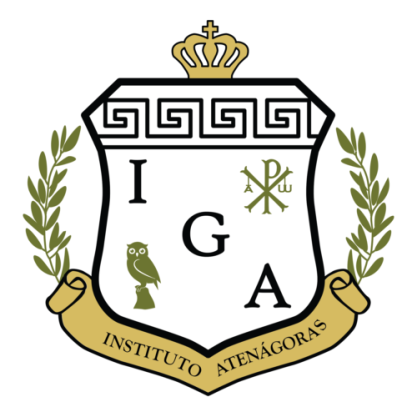 I
Α Ω
G
A
INSTITUTO ATENÁGORAS